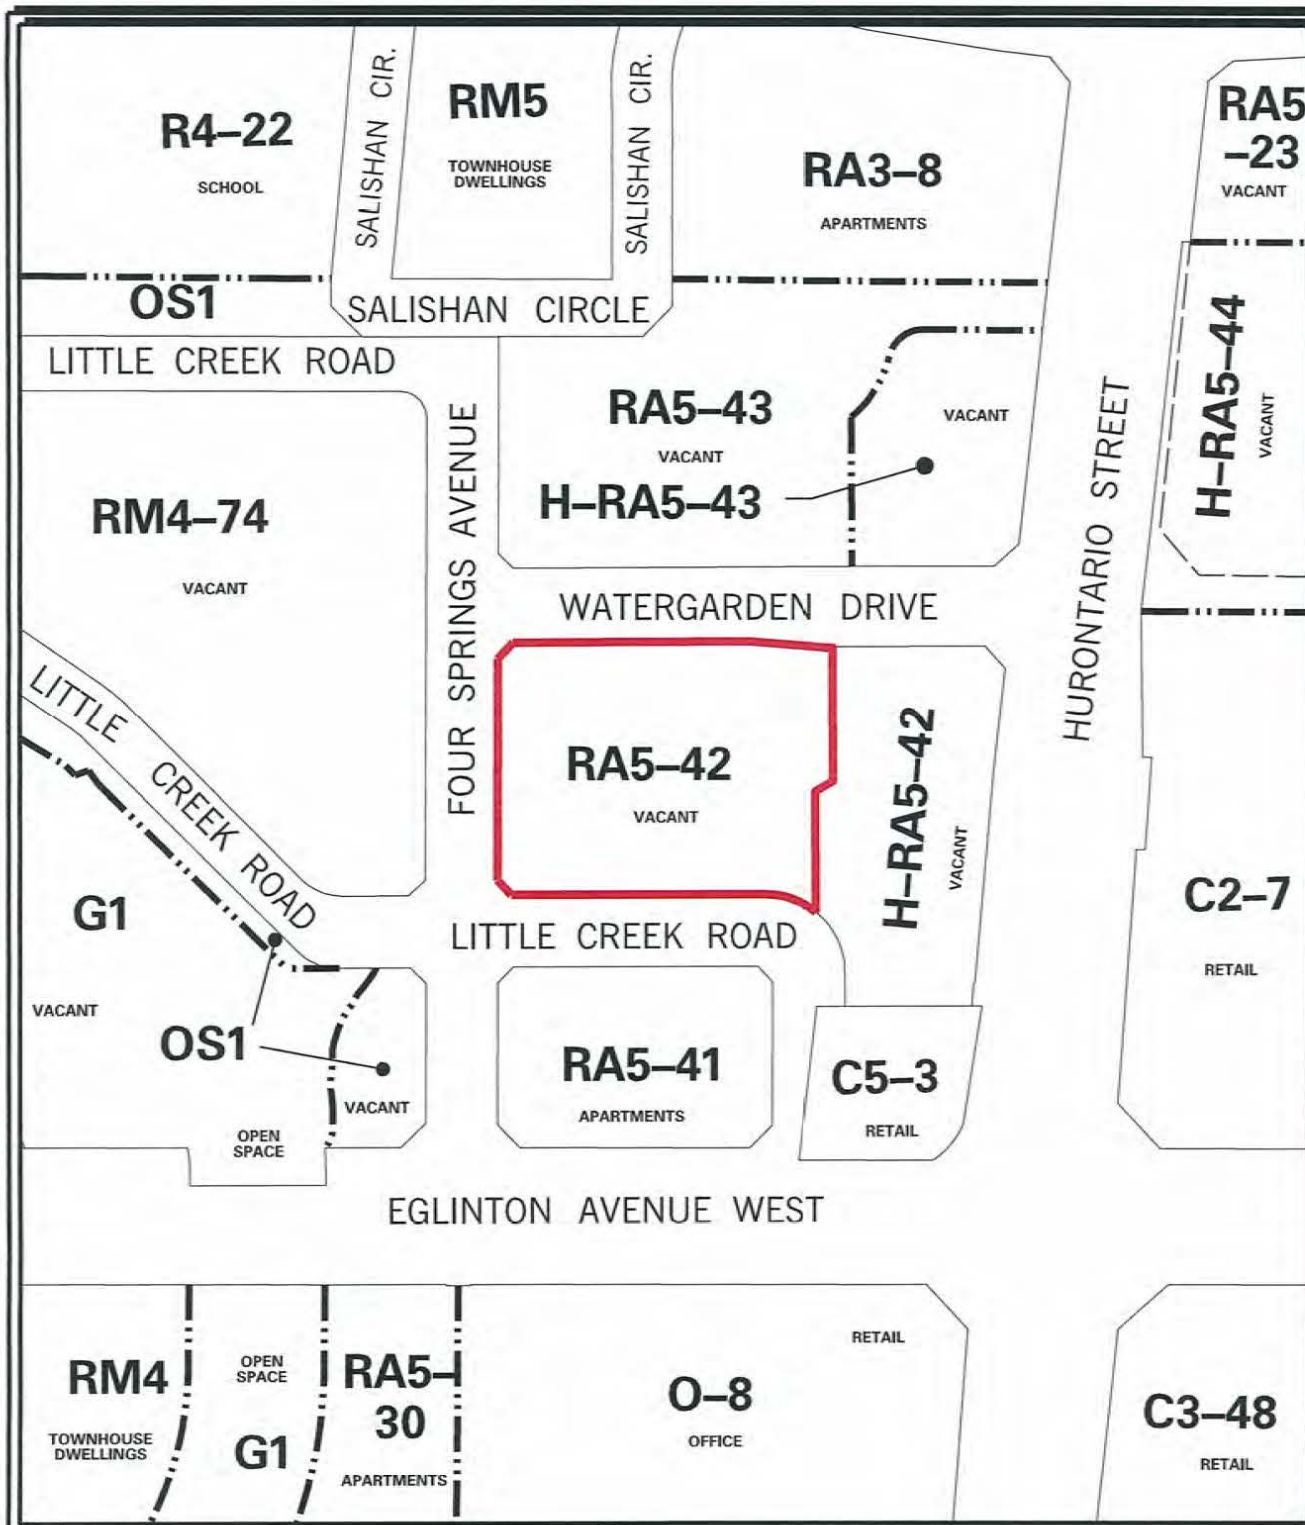 R4–22
SCHOOL
SALISHAN CIR.
RM5
TOWNHOUSE
DWELLINGS
SALISHAN CIR.
RA3–8
APARTMENTS
RA5
–23
VACANT
OS1
SALISHAN CIRCLE
LITTLE CREEK ROAD
RA5–43
VACANT
H–RA5–43
VACANT
H–RA5–44
VACANT
HURONTARIO STREET
FOUR SPRINGS AVENUE
RM4–74
VACANT
WATERGARDEN DRIVE
LITTLE CREEK ROAD
RA5–42
VACANT
H–RA5–42
VACANT
C2–7
RETAIL
G1
VACANT
LITTLE CREEK ROAD
OS1
VACANT
OPEN
SPACE
RA5–41
APARTMENTS
C5–3
RETAIL
EGLINTON AVENUE WEST
RM4
TOWNHOUSE
DWELLINGS
OPEN
SPACE
G1
RA5–
30
APARTMENTS
RETAIL
O–8
OFFICE
C3–48
RETAIL